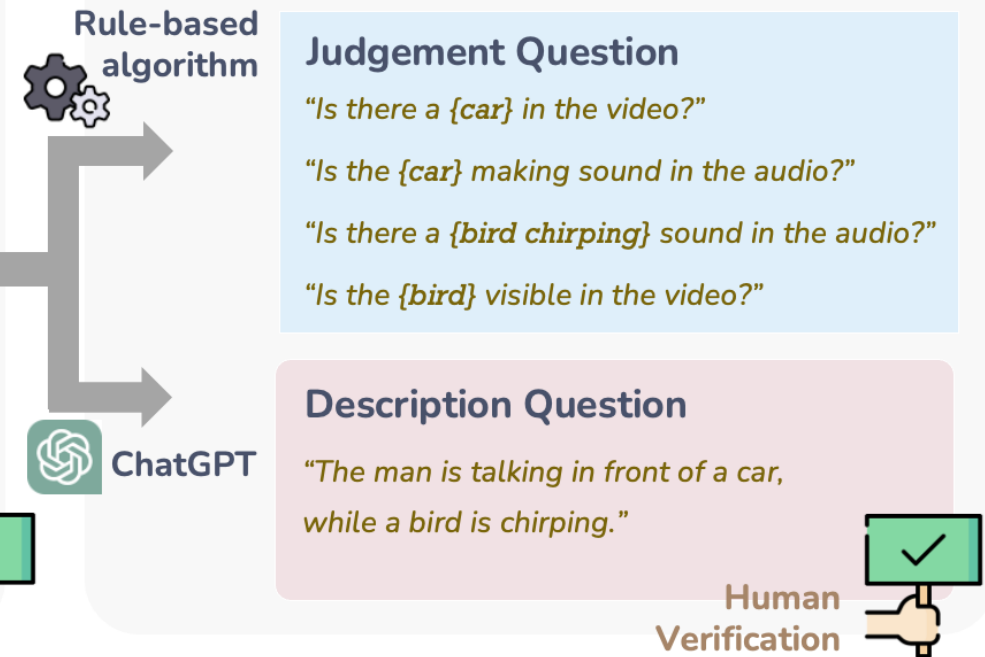 Rule-based
algorithm
Judgement Question
“Is there a {car} in the video?”
“Is the {car} making sound in the audio?”
“Is there a {bird chirping} sound in the audio?”
“Is the {bird} visible in the video?”
ChatGPT
Description Question
“The man is talking in front of a car,
while a bird is chirping.”
Human
Verification